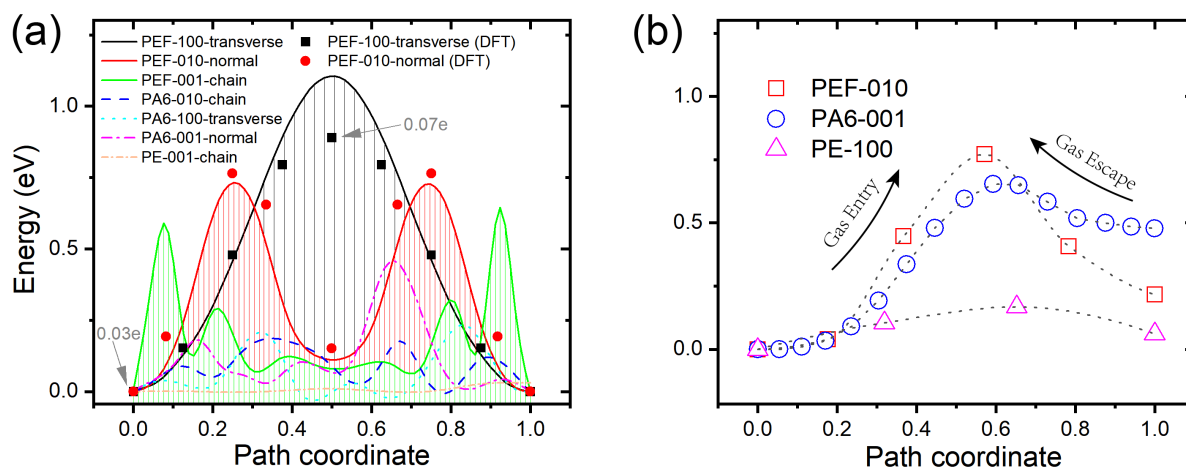 (a)
PEF-100-transverse
PEF-010-normal
PEF-001-chain
PA6-010-chain
PA6-100-transverse
PA6-001-normal
PE-001-chain
PEF-100-transverse (DFT)
PEF-010-normal (DFT)
0.07e
0.03e
1.0
0.5
0.0
Energy (eV)
0.0 0.2 0.4 0.6 0.8 1.0
Path coordinate
(b)
PEF-010
PA6-001
PE-100
Gas Entry
Gas Escape
1.0
0.5
0.0
0.0 0.2 0.4 0.6 0.8 1.0
Path coordinate